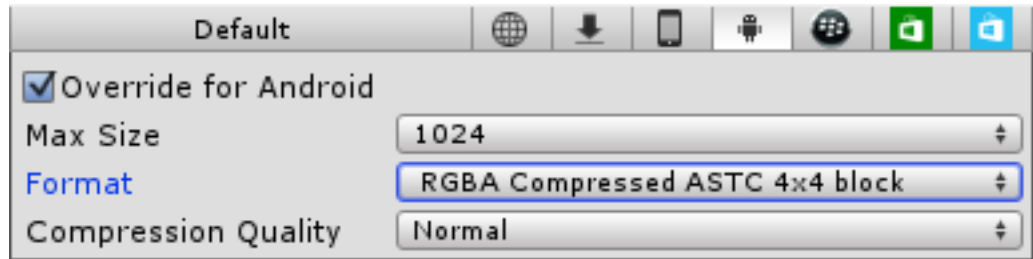 Default
Override for Android
Max Size 1024
Format RGBA Compressed ASTC 4x4 block
Compression Quality Normal